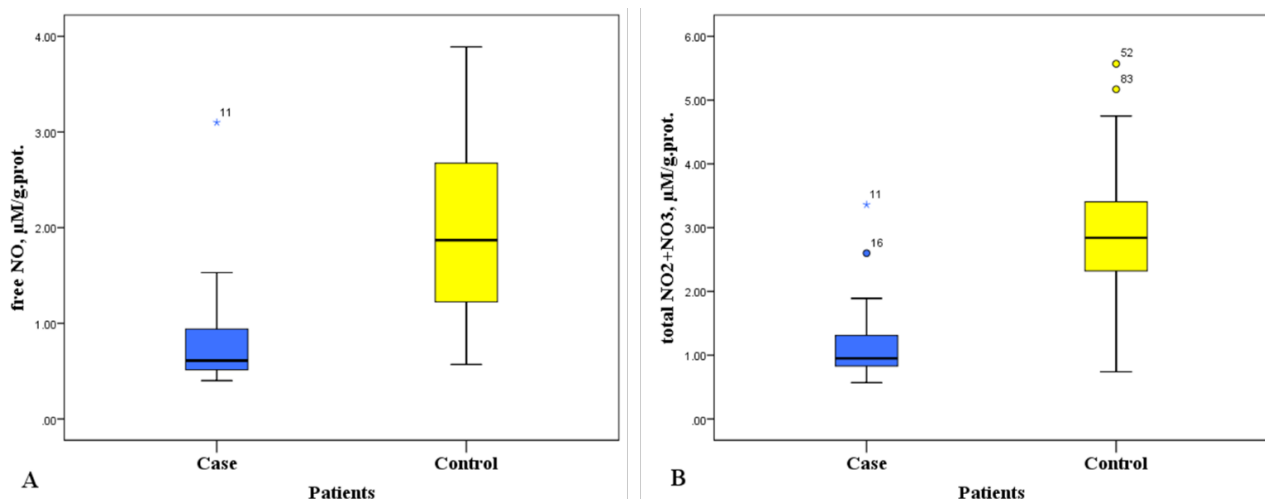 4.00
3.00
2.00
1.00
.00
free NO, µM/g.prot.
11
Case
Control
Patients
A
6.00
5.00
4.00
3.00
2.00
1.00
.00
total NO2+NO3, µM/g.prot.
52
83
11
16
Case
Control
Patients
B